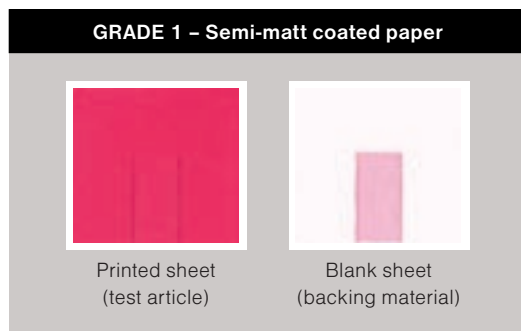 GRADE 1 – Semi-matt coated paper
Printed sheet
(test article)
Blank sheet
(backing material)